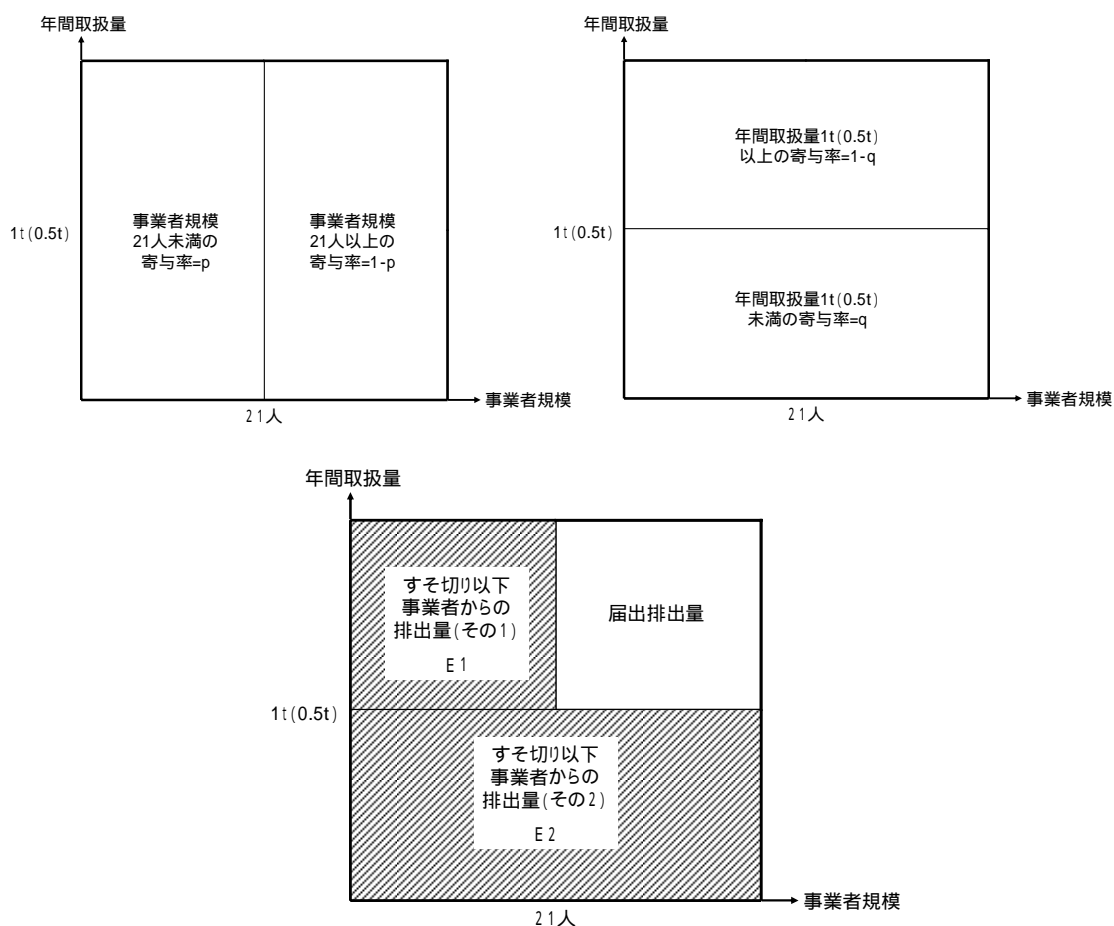 年間取扱量
事業者規模
21人未満の
寄与率=p
事業者規模
21人以上の
寄与率=1-p
1t(0.5t)
事業者規模
21人
年間取扱量
年間取扱量1t(0.5t)
以上の寄与率=1-q
1t(0.5t)
年間取扱量1t(0.5t)
未満の寄与率=q
事業者規模
21人
年間取扱量
すそ切り以下
事業者からの
排出量(その1)
E1
届出排出量
1t(0.5t)
すそ切り以下
事業者からの
排出量(その2)
E2
事業者規模
21人